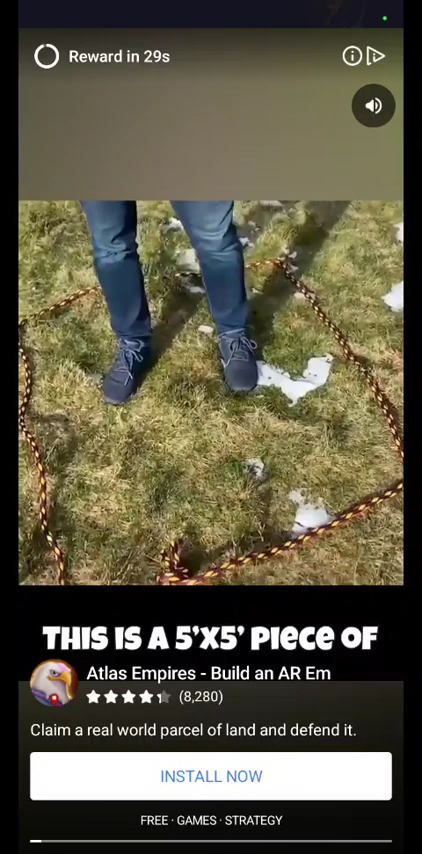 Reward in 29s
THIS IS A 5'X5' PIECE OF
Atlas Empires - Build an AR Em
(8,280)
Claim a real world parcel of land and defend it.
INSTALL NOW
FREE · GAMES · STRATEGY